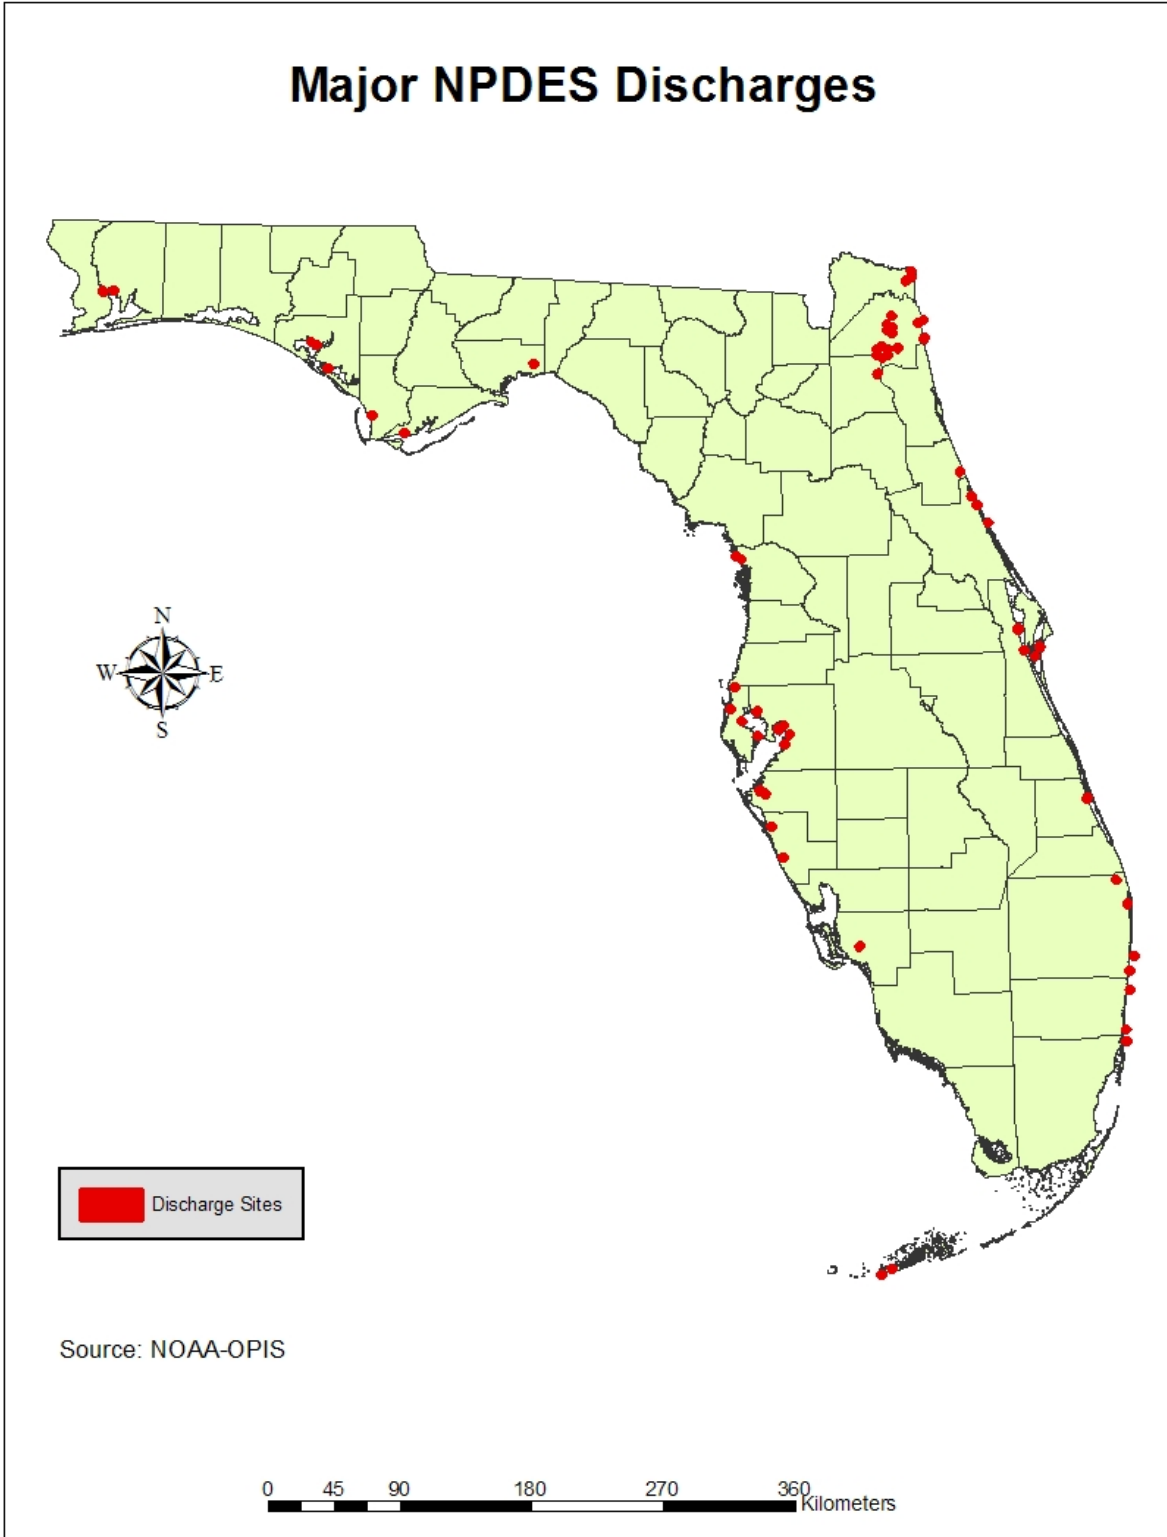 Major NPDES Discharges
N
W E
S
Discharge Sites
Source: NOAA-OPIS
0 45 90 180 270 360
Kilometers